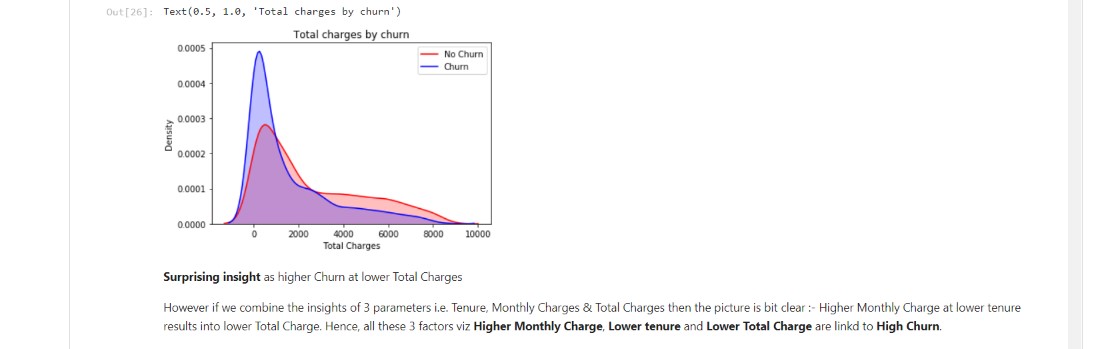 Out[26]: Text(0.5, 1.0, 'Total charges by churn')
Total charges by churn
0.0005
0.0004
0.0003
0.0002
0.0001
0.0000
Density
No Churn
Churn
0 2000 4000 6000 8000 10000
Total Charges
Surprising insight as higher Churn at lower Total Charges
However if we combine the insights of 3 parameters i.e. Tenure, Monthly Charges & Total Charges then the picture is bit clear :- Higher Monthly Charge at lower tenure
results into lower Total Charge. Hence, all these 3 factors viz Higher Monthly Charge, Lower tenure and Lower Total Charge are linkd to High Churn.